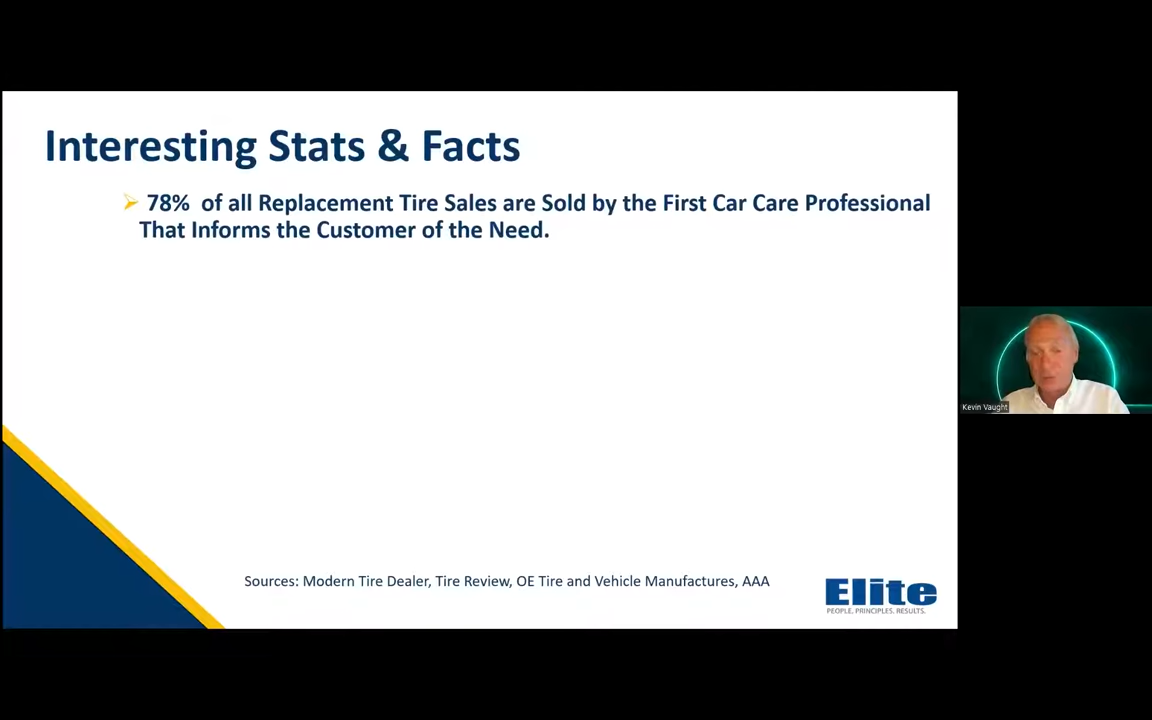 Interesting Stats & Facts
78% of all Replacement Tire Sales are Sold by the First Car Care Professional
That Informs the Customer of the Need.
Sources: Modern Tire Dealer, Tire Review, OE Tire and Vehicle Manufactures, AAA
Elite
PEOPLE. PRINCIPLES. RESULTS.
Kevin Vaught